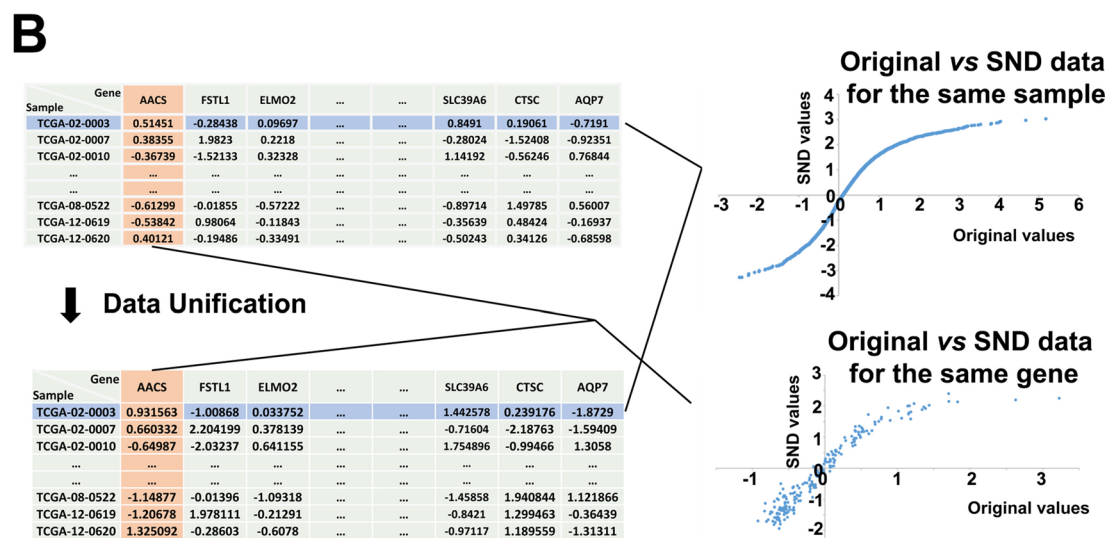 B
Gene
Sample
AACS FSTL1 ELMO2 ... ... SLC39A6 CTSC AQP7
TCGA-02-0003 0.51451 -0.28438 0.09697 ... ... 0.8491 0.19061 -0.7191
TCGA-02-0007 0.38355 1.9823 0.2218 ... ... -0.28024 -1.52408 -0.92351
TCGA-02-0010 -0.36739 -1.52133 0.32328 ... ... 1.14192 -0.56246 0.76844
... ... ... ... ... ... ... ... ...
... ... ... ... ... ... ... ... ...
TCGA-08-0522 -0.61299 -0.01855 -0.57222 ... ... -0.89714 1.49785 0.56007
TCGA-12-0619 -0.53842 0.98064 -0.11843 ... ... -0.35639 0.48424 -0.16937
TCGA-12-0620 0.40121 -0.19486 -0.33491 ... ... -0.50243 0.34126 -0.68598
Data Unification
Gene
Sample
AACS FSTL1 ELMO2 ... ... SLC39A6 CTSC AQP7
TCGA-02-0003 0.931563 -1.00868 0.033752 ... ... 1.442578 0.239176 -1.8729
TCGA-02-0007 0.660332 2.204199 0.378139 ... ... -0.71604 -2.18763 -1.59409
TCGA-02-0010 -0.64987 -2.03237 0.641155 ... ... 1.754896 -0.99466 1.3058
... ... ... ... ... ... ... ... ...
... ... ... ... ... ... ... ... ...
TCGA-08-0522 -1.14877 -0.01396 -1.09318 ... ... -1.45858 1.940844 1.121866
TCGA-12-0619 -1.20678 1.978111 -0.21291 ... ... -0.8421 1.299463 -0.36439
TCGA-12-0620 1.325092 -0.28603 -0.6078 ... ... -0.97117 1.189559 -1.31311
Original vs SND data
for the same sample
SND values
4
3
2
1
0
-1
-2
-3
-4
-3 -2 -1 0 1 2 3 4 5 6
Original values
Original vs SND data
for the same gene
SND values
3
2
1
0
-1
-2
-1 0 1 2 3
Original values